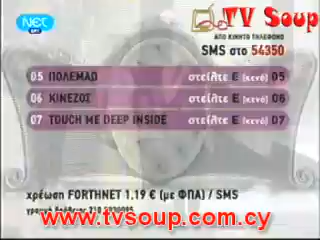 NET
EPT
TV Soup
ΑΠΟ ΚΙΝΗΤΟ ΤΗΛΕΦΩΝΟ
SMS στο 54350
05 ΠΟΛΕΜΑΩ στείλτε E [κενό] 05
06 ΚΙΝΕΖΟΣ στείλτε E [κενό] 06
07 TOUCH ME DEEP INSIDE στείλτε E [κενό] 07
χρέωση FORTHNET 1,19 € (με ΦΠΑ) / SMS
www.tvsoup.com.cy